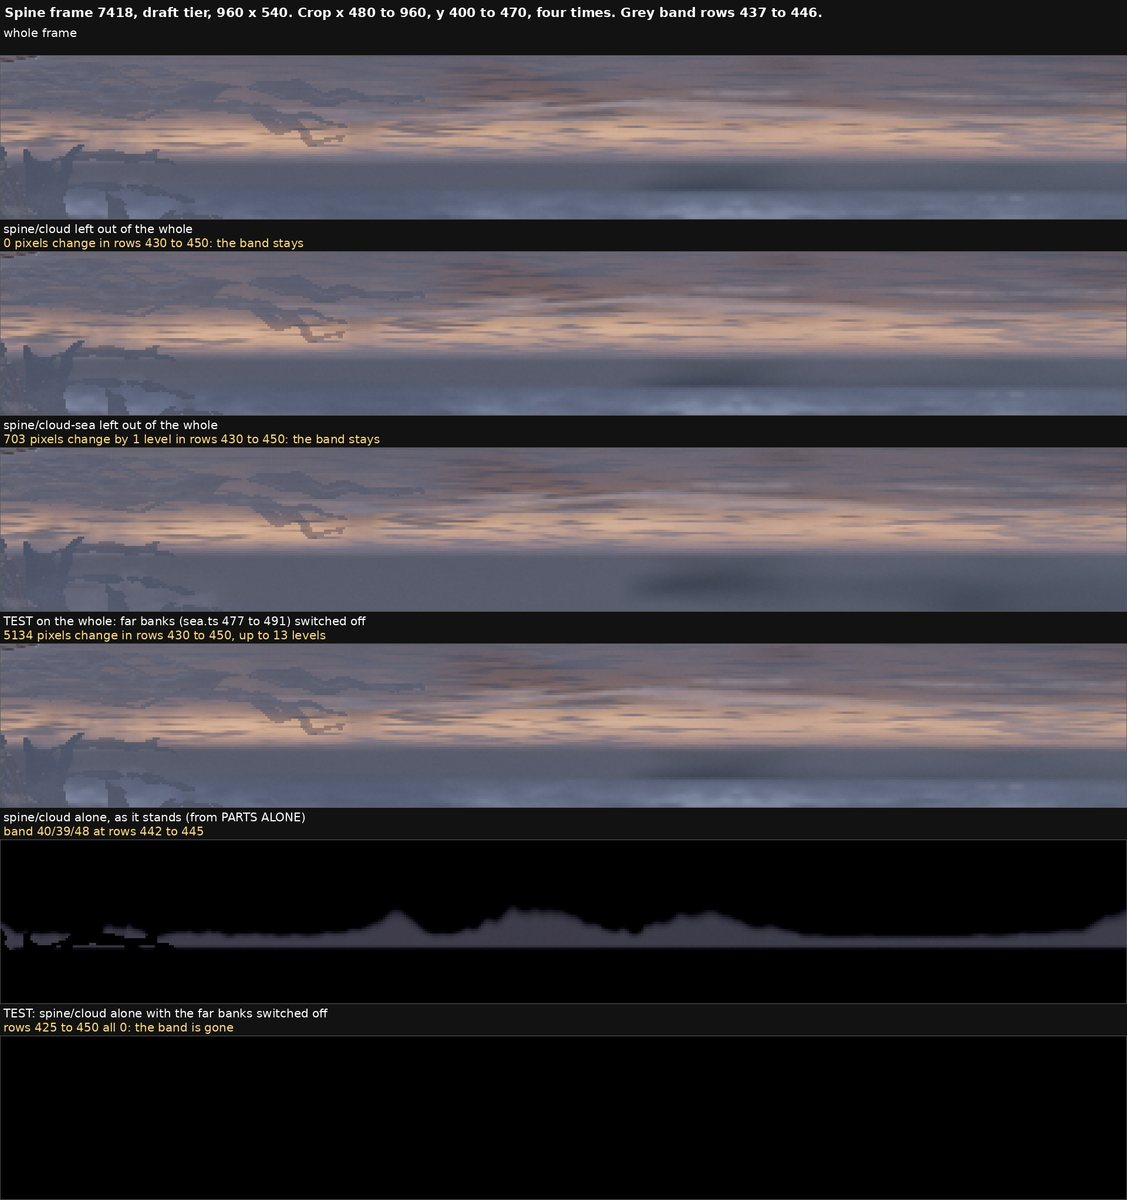 Spine frame 7418, draft tier, 960 x 540. Crop x 480 to 960, y 400 to 470, four times. Grey band rows 437 to 446.
whole frame
spine/cloud left out of the whole
0 pixels change in rows 430 to 450: the band stays
spine/cloud-sea left out of the whole
703 pixels change by 1 level in rows 430 to 450: the band stays
TEST on the whole: far banks (sea.ts 477 to 491) switched off
5134 pixels change in rows 430 to 450, up to 13 levels
spine/cloud alone, as it stands (from PARTS ALONE)
band 40/39/48 at rows 442 to 445
TEST: spine/cloud alone with the far banks switched off
rows 425 to 450 all 0: the band is gone